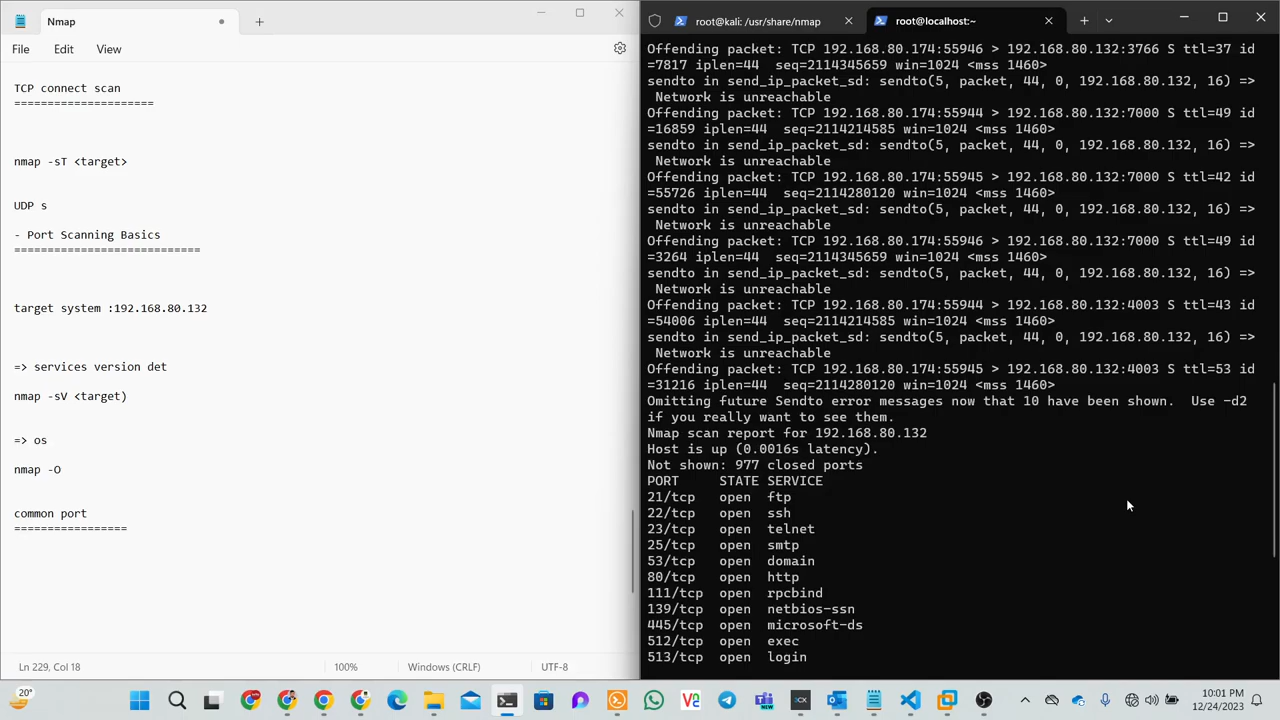 Nmap
File Edit View
TCP connect scan
=====================
nmap -sT <target>
UDP s
- Port Scanning Basics
============================
target system :192.168.80.132
=> services version det
nmap -sV <target)
=> os
nmap -O
common port
=================
Ln 229, Col 18 100% Windows (CRLF) UTF-8
root@kali: /usr/share/nmap root@localhost:~
Offending packet: TCP 192.168.80.174:55946 > 192.168.80.132:3766 S ttl=37 id
=7817 iplen=44  seq=2114345659 win=1024 <mss 1460>
sendto in send_ip_packet_sd: sendto(5, packet, 44, 0, 192.168.80.132, 16) =>
Network is unreachable
Offending packet: TCP 192.168.80.174:55944 > 192.168.80.132:7000 S ttl=49 id
=16859 iplen=44  seq=2114214585 win=1024 <mss 1460>
sendto in send_ip_packet_sd: sendto(5, packet, 44, 0, 192.168.80.132, 16) =>
Network is unreachable
Offending packet: TCP 192.168.80.174:55945 > 192.168.80.132:7000 S ttl=42 id
=55726 iplen=44  seq=2114280120 win=1024 <mss 1460>
sendto in send_ip_packet_sd: sendto(5, packet, 44, 0, 192.168.80.132, 16) =>
Network is unreachable
Offending packet: TCP 192.168.80.174:55946 > 192.168.80.132:7000 S ttl=49 id
=3264 iplen=44  seq=2114345659 win=1024 <mss 1460>
sendto in send_ip_packet_sd: sendto(5, packet, 44, 0, 192.168.80.132, 16) =>
Network is unreachable
Offending packet: TCP 192.168.80.174:55944 > 192.168.80.132:4003 S ttl=43 id
=54006 iplen=44  seq=2114214585 win=1024 <mss 1460>
sendto in send_ip_packet_sd: sendto(5, packet, 44, 0, 192.168.80.132, 16) =>
Network is unreachable
Offending packet: TCP 192.168.80.174:55945 > 192.168.80.132:4003 S ttl=53 id
=31216 iplen=44  seq=2114280120 win=1024 <mss 1460>
Omitting future Sendto error messages now that 10 have been shown.  Use -d2
if you really want to see them.
Nmap scan report for 192.168.80.132
Host is up (0.0016s latency).
Not shown: 977 closed ports
PORT STATE SERVICE
21/tcp open ftp
22/tcp open ssh
23/tcp open telnet
25/tcp open smtp
53/tcp open domain
80/tcp open http
111/tcp open rpcbind
139/tcp open netbios-ssn
445/tcp open microsoft-ds
512/tcp open exec
513/tcp open login
20°
10:01 PM
12/24/2023